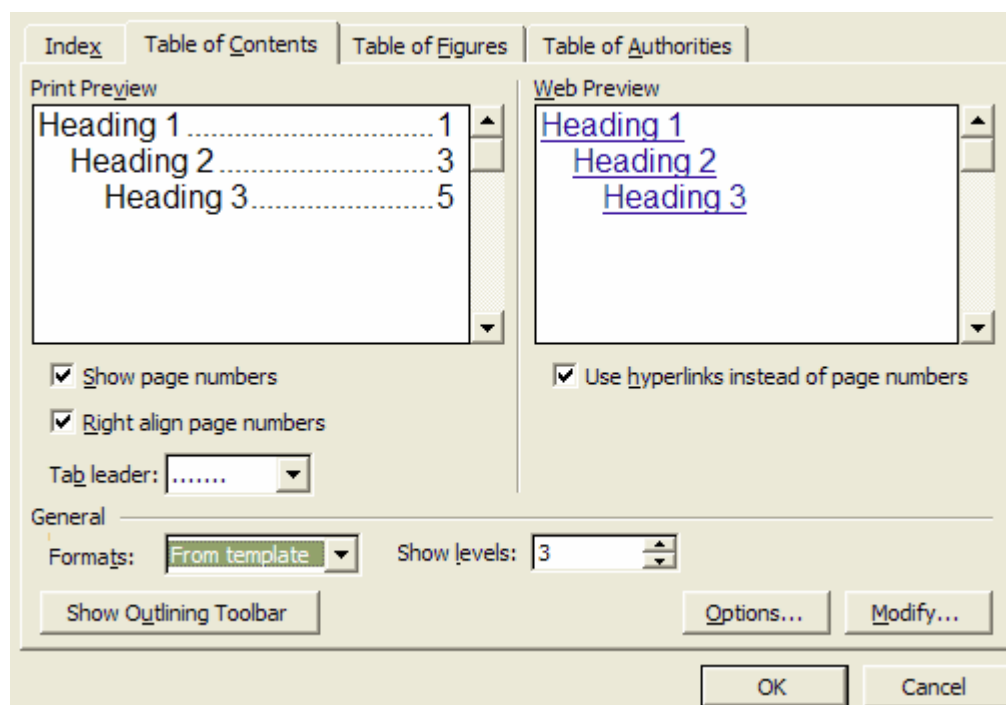 Index Table of Contents Table of Figures Table of Authorities
Print Preview
Heading 1..............................1
Heading 2..........................3
Heading 3......................5
Web Preview
Heading 1
Heading 2
Heading 3
Show page numbers
Right align page numbers
Tab leader: .......
Use hyperlinks instead of page numbers
General
Formats: From template Show levels: 3
Show Outlining Toolbar Options... Modify...
OK Cancel